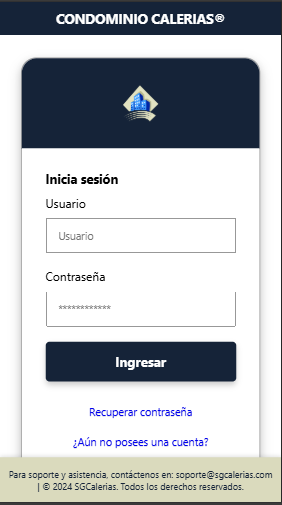 CONDOMINIO CALERIAS®
Inicia sesión
Usuario
Usuario
Contraseña
************
Ingresar
Recuperar contraseña
¿Aún no posees una cuenta?
Para soporte y asistencia, contáctenos en: soporte@sgcalerias.com
| © 2024 SGCalerias. Todos los derechos reservados.